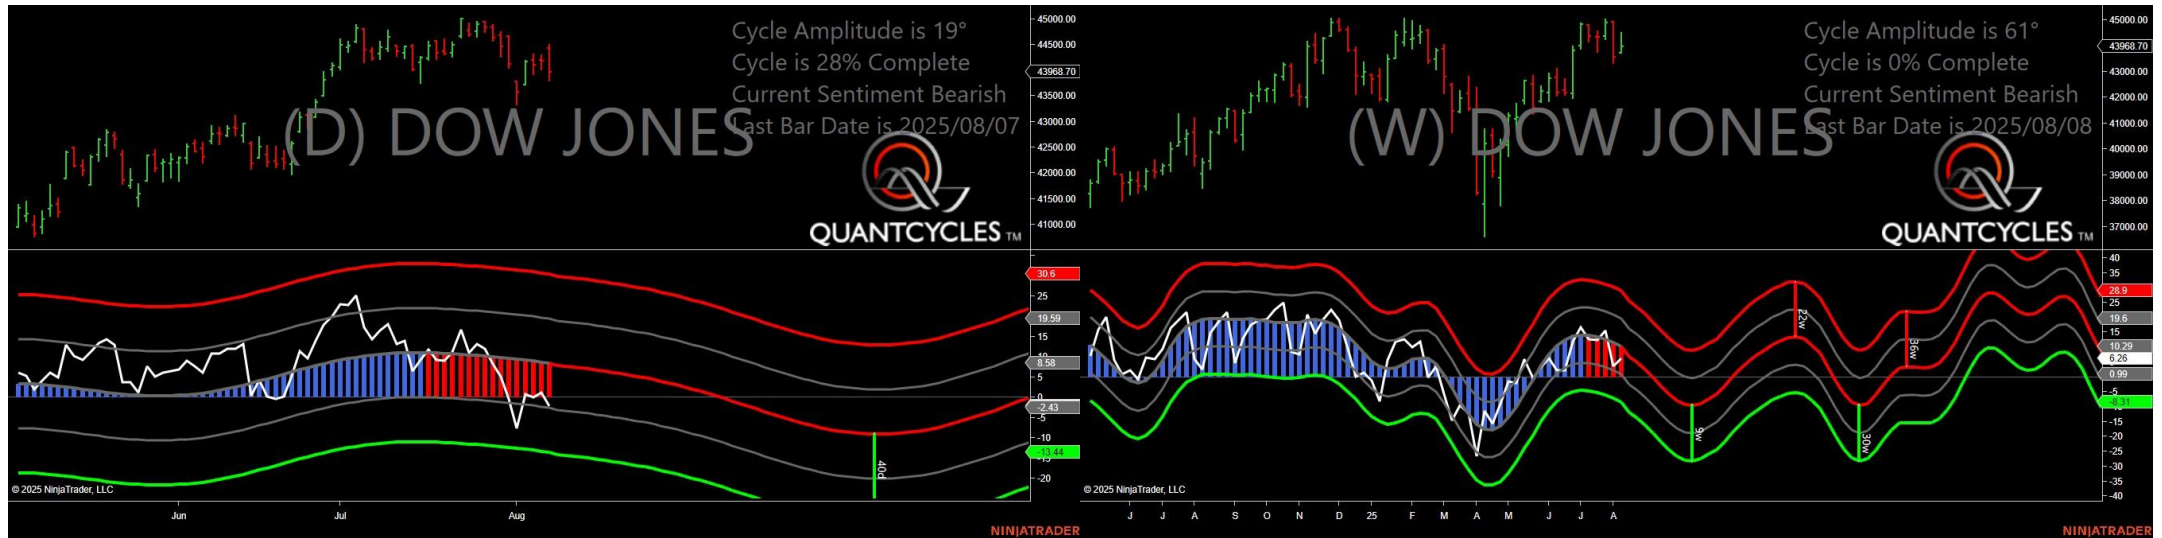 Cycle Amplitude is 19°
Cycle is 28% Complete
Current Sentiment Bearish
Last Bar Date is 2025/08/07
(D) DOW JONES
QUANTCYCLES TM
45000.00
44500.00
43968.70
43500.00
43000.00
42500.00
42000.00
41500.00
41000.00
30.6
25
19.59
15
8.58
5
0
-2.43
-5
-10
-13.44
-20
40d
© 2025 NinjaTrader, LLC
Jun Jul Aug
NINJATRADER
Cycle Amplitude is 61°
Cycle is 0% Complete
Current Sentiment Bearish
Last Bar Date is 2025/08/08
(W) DOW JONES
QUANTCYCLES TM
45000.00
43968.70
43000.00
42000.00
41000.00
40000.00
39000.00
38000.00
37000.00
40
35
28.9
25
19.6
15
10.29
6.26
0.99
-5
-8.31
-15
-20
-25
-30
-35
-40
22w
36w
9w
30w
© 2025 NinjaTrader, LLC
J J A S O N D 25 F M A M J J A
NINJATRADER